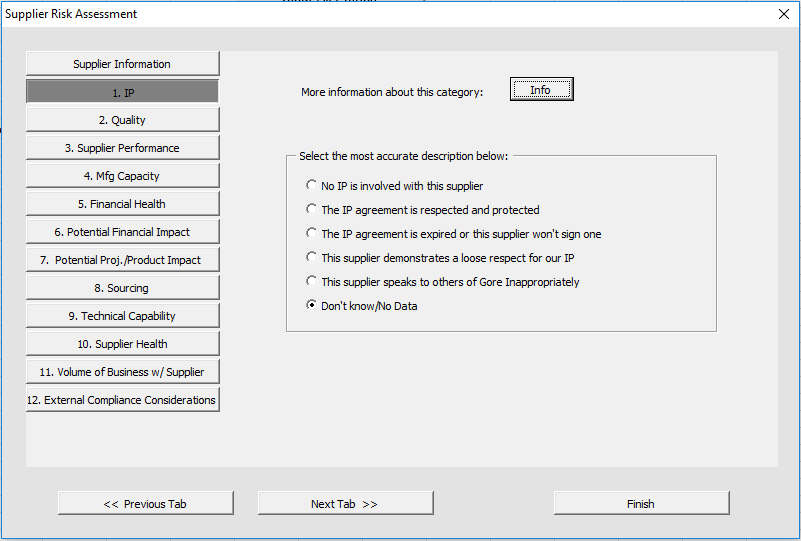 Supplier Risk Assessment
Supplier Information
1. IP
2. Quality
3. Supplier Performance
4. Mfg Capacity
5. Financial Health
6. Potential Financial Impact
7.  Potential Proj./Product Impact
8. Sourcing
9. Technical Capability
10. Supplier Health
11. Volume of Business w/ Supplier
12. External Compliance Considerations
More information about this category:
Info
Select the most accurate description below:
No IP is involved with this supplier
The IP agreement is respected and protected
The IP agreement is expired or this supplier won't sign one
This supplier demonstrates a loose respect for our IP
This supplier speaks to others of Gore Inappropriately
Don't know/No Data
<< Previous Tab
Next Tab >>
Finish